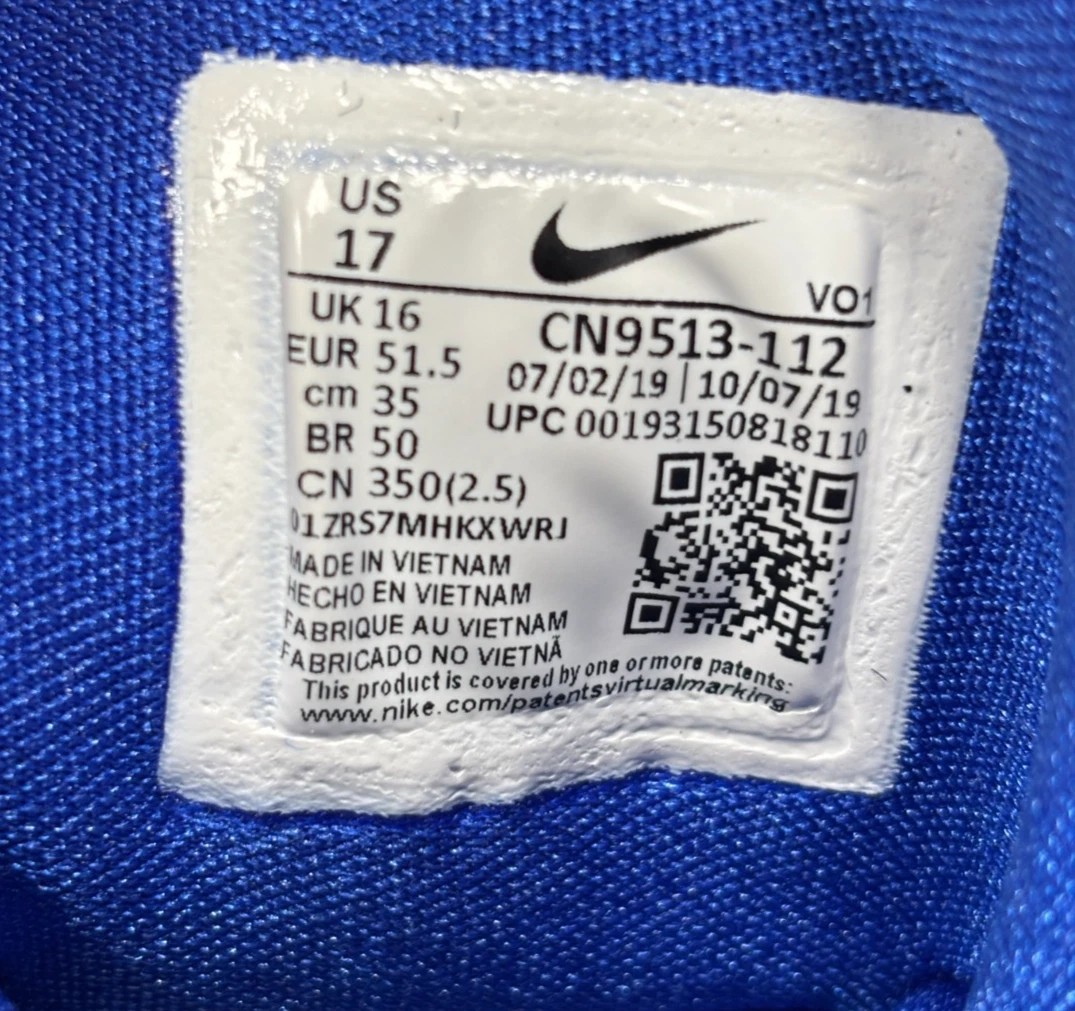 US
17
VO1
UK 16
EUR 51.5
cm 35
BR 50
CN 350(2.5)
CN9513-112
07/02/19 | 10/07/19
UPC 00193150818110
01ZRS7MHKXWRJ
MADE IN VIETNAM
HECHO EN VIETNAM
FABRIQUE AU VIETNAM
FABRICADO NO VIETNÃ
This product is covered by one or more patents:
www.nike.com/patentsvirtualmarking